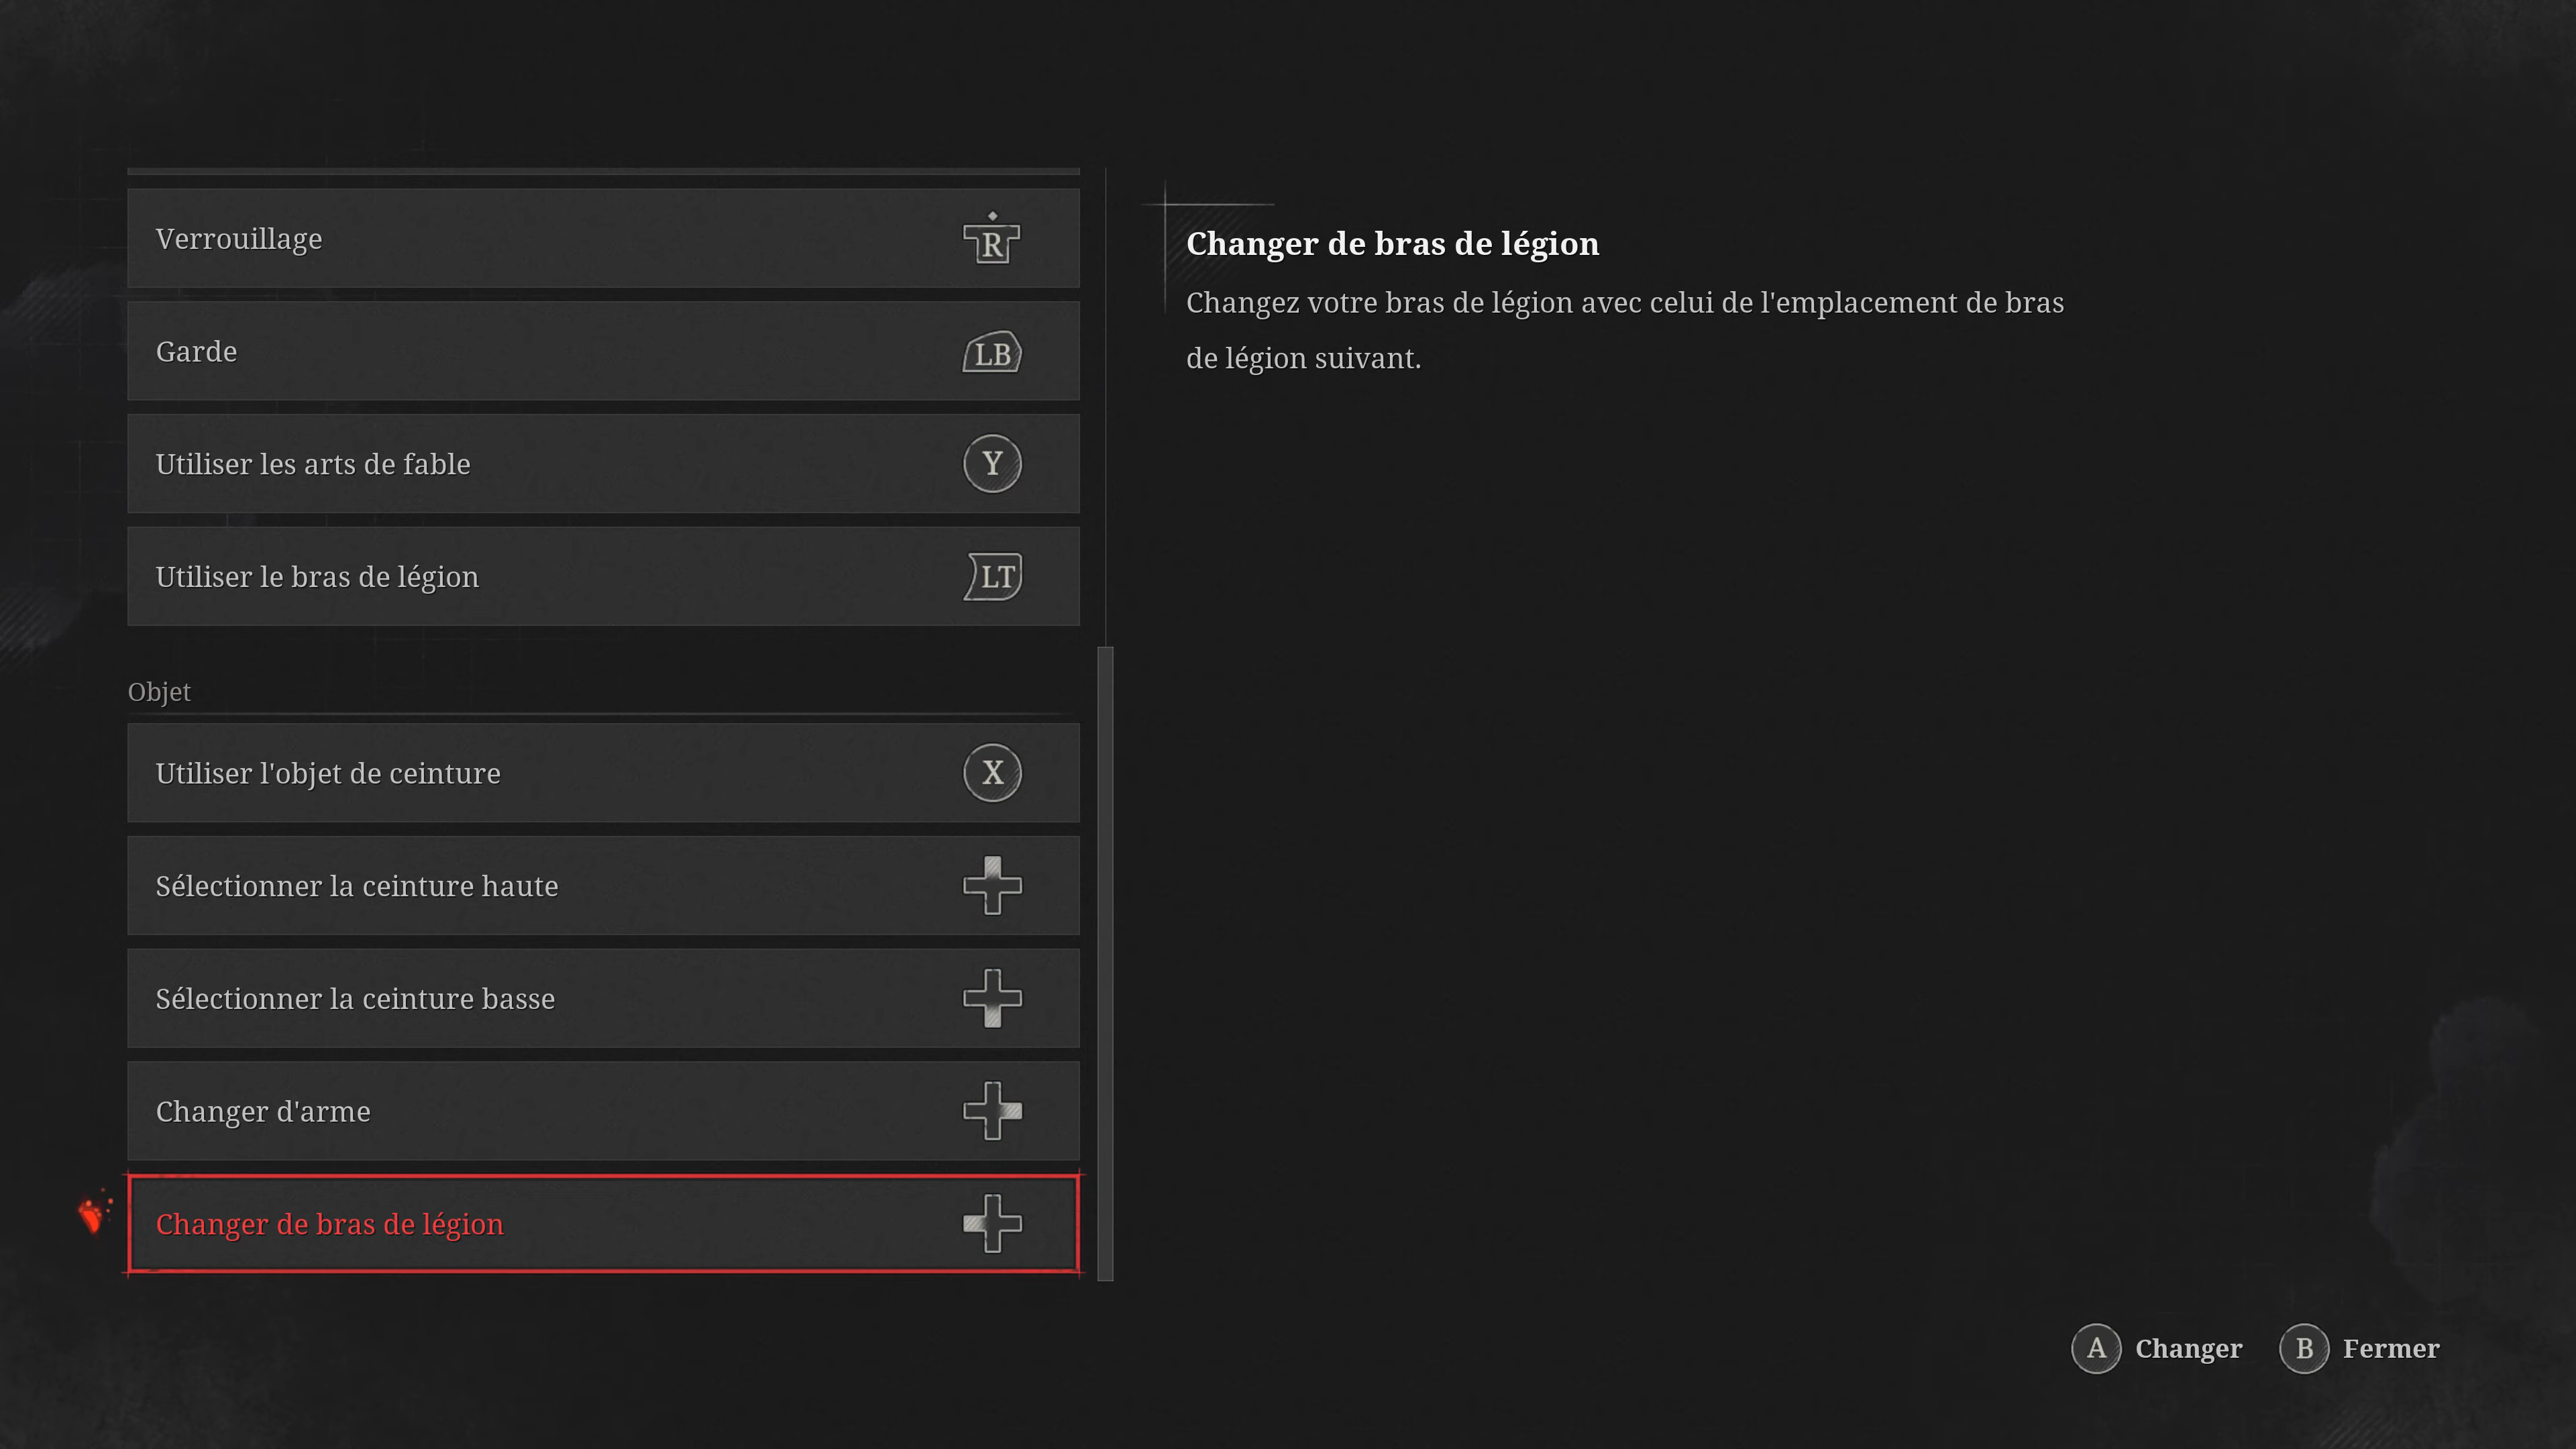 Verrouillage
R
Garde
LB
Utiliser les arts de fable
Y
Utiliser le bras de légion
LT
Objet
Utiliser l'objet de ceinture
X
Sélectionner la ceinture haute
Sélectionner la ceinture basse
Changer d'arme
Changer de bras de légion
Changer de bras de légion
Changez votre bras de légion avec celui de l'emplacement de bras
de légion suivant.
A Changer B Fermer